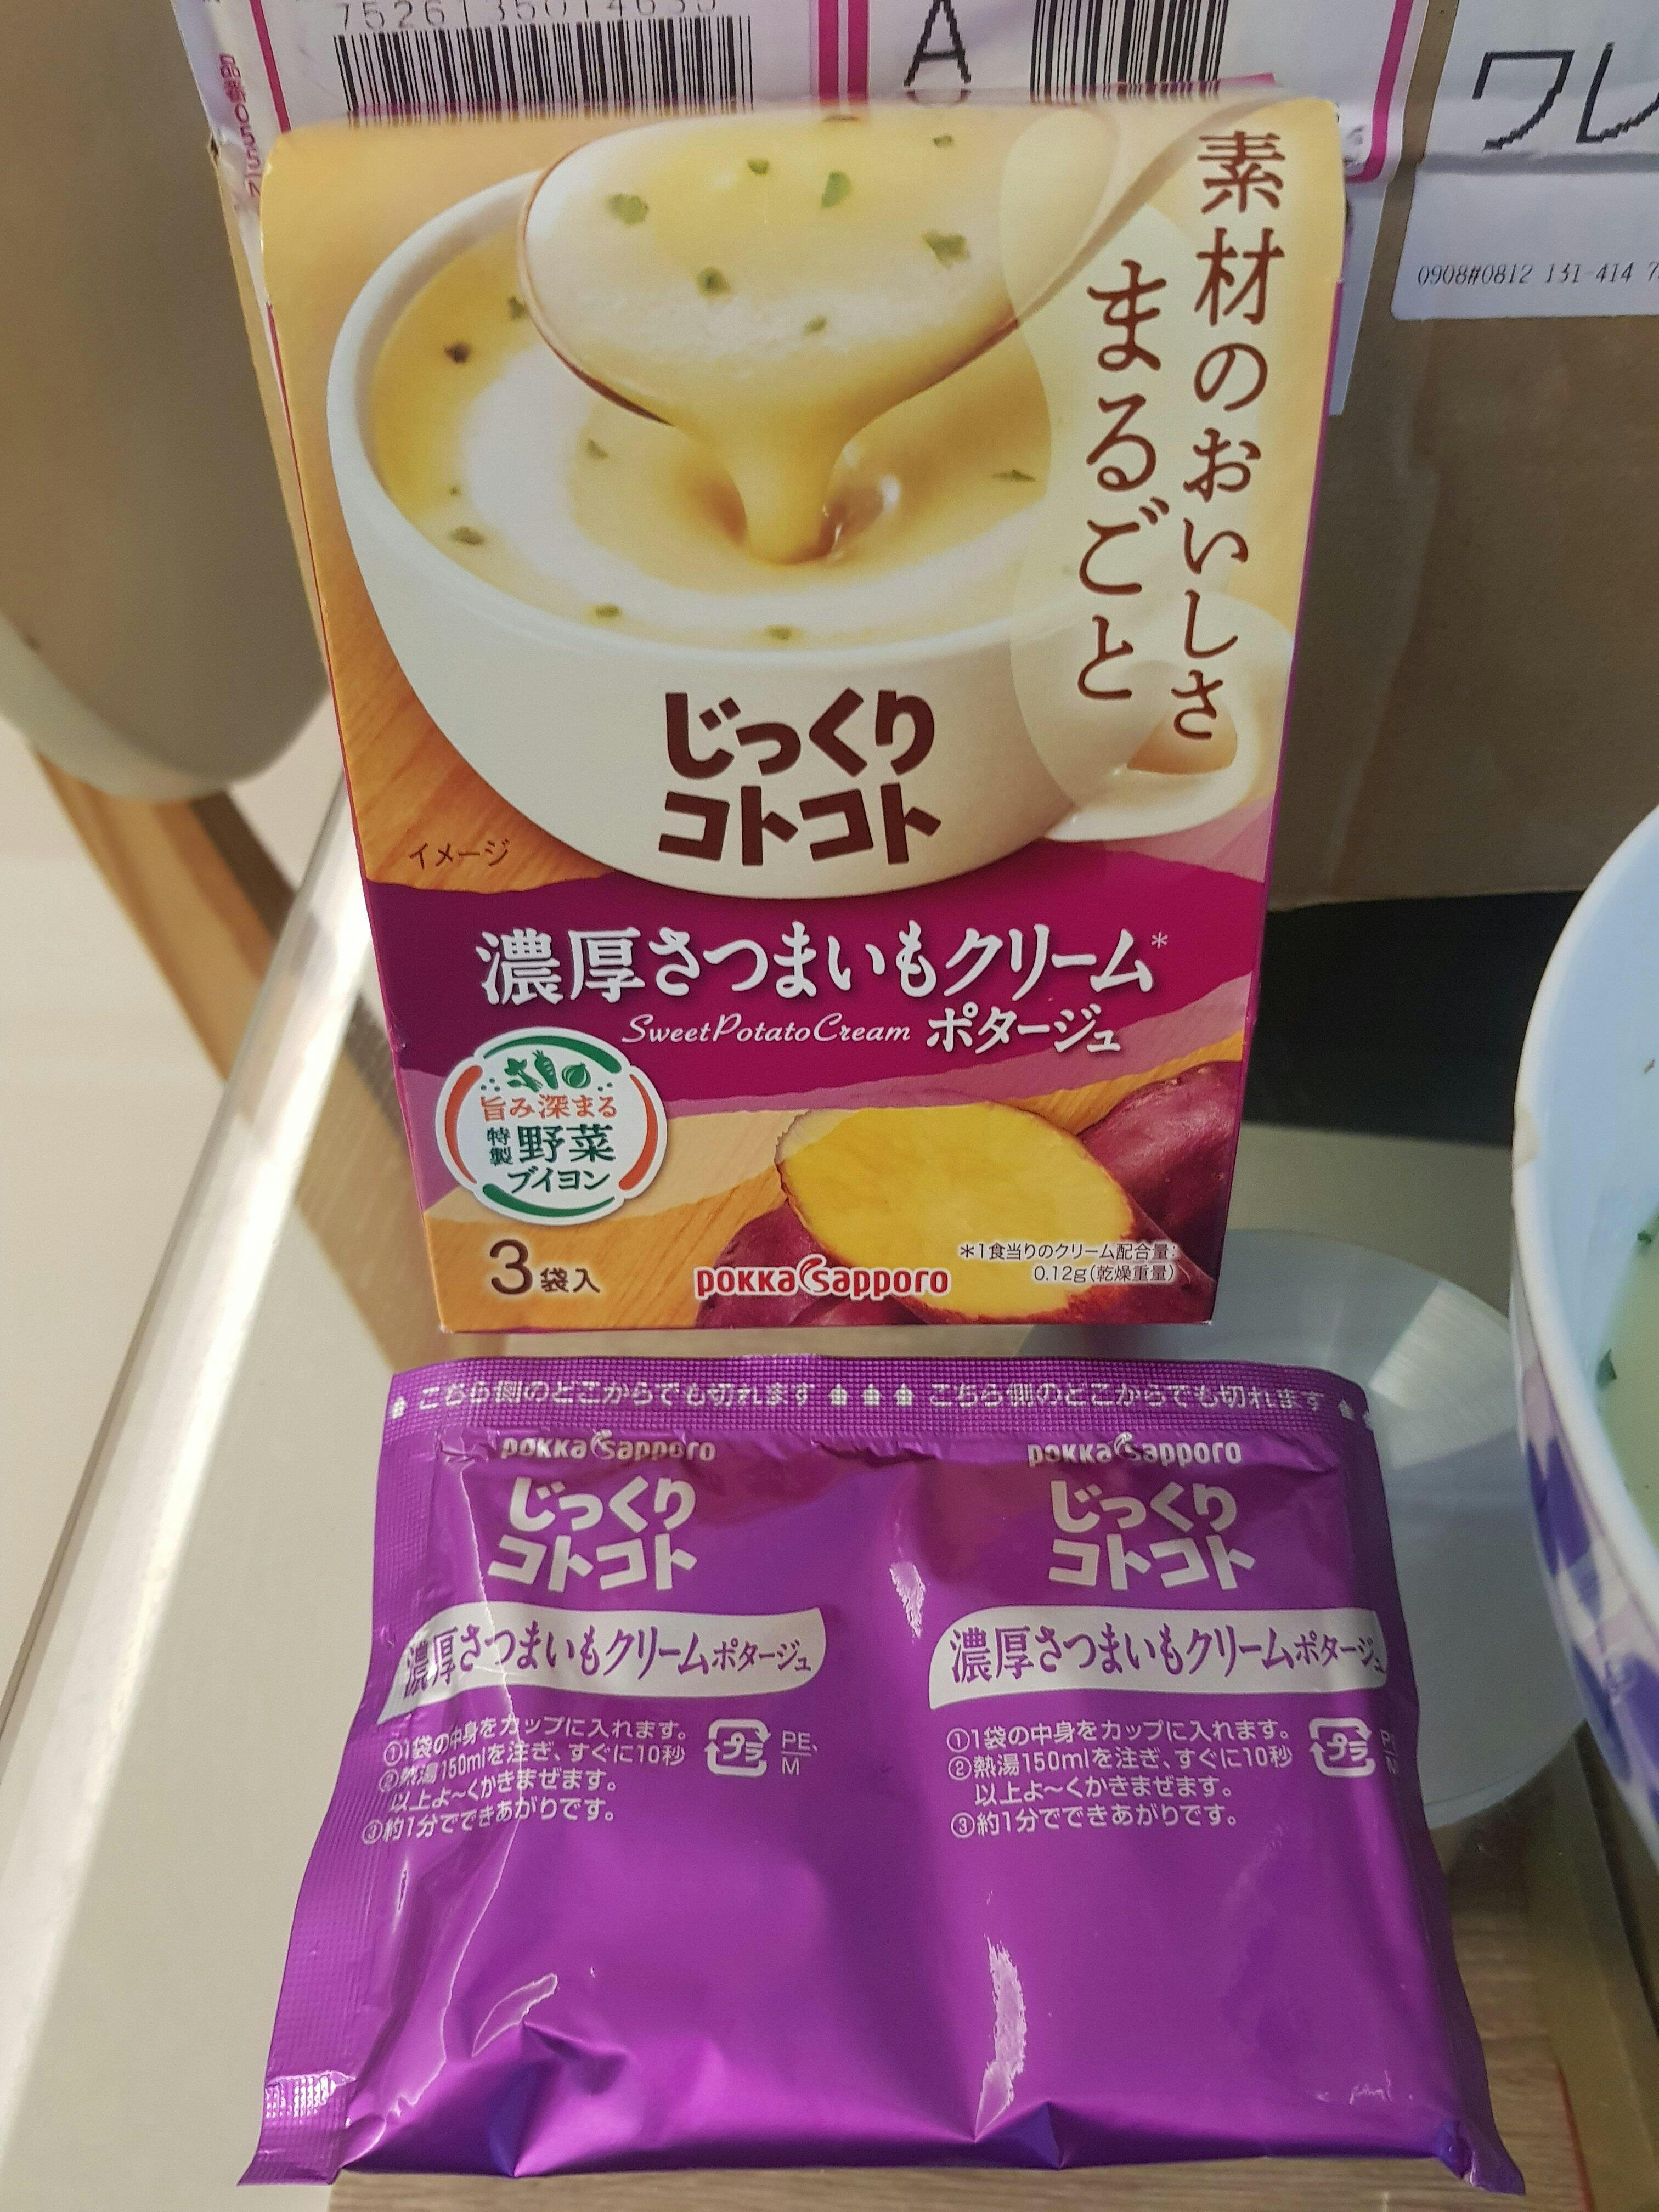 A
ワレ
0908#0812 131-414 7
素材のおいしさ
まるごと
じっくり
コトコト
イメージ
濃厚さつまいもクリーム*
Sweet Potato Cream ポタージュ
旨み深まる
特製 野菜
ブイヨン
3袋入
pokka sapporo
*1食当りのクリーム配合量:
0.12g(乾燥重量)
こちら側のどこからでも切れます こちら側のどこからでも切れます
pokka sapporo
じっくり
コトコト
濃厚さつまいもクリームポタージュ
①1袋の中身をカップに入れます。
②熱湯150mlを注ぎ、すぐに10秒
以上よ〜くかきまぜます。
③約1分でできあがりです。
プラ
PE、
M
pokka sapporo
じっくり
コトコト
濃厚さつまいもクリームポタージュ
①1袋の中身をカップに入れます。
②熱湯150mlを注ぎ、すぐに10秒
以上よ〜くかきまぜます。
③約1分でできあがりです。
プラ